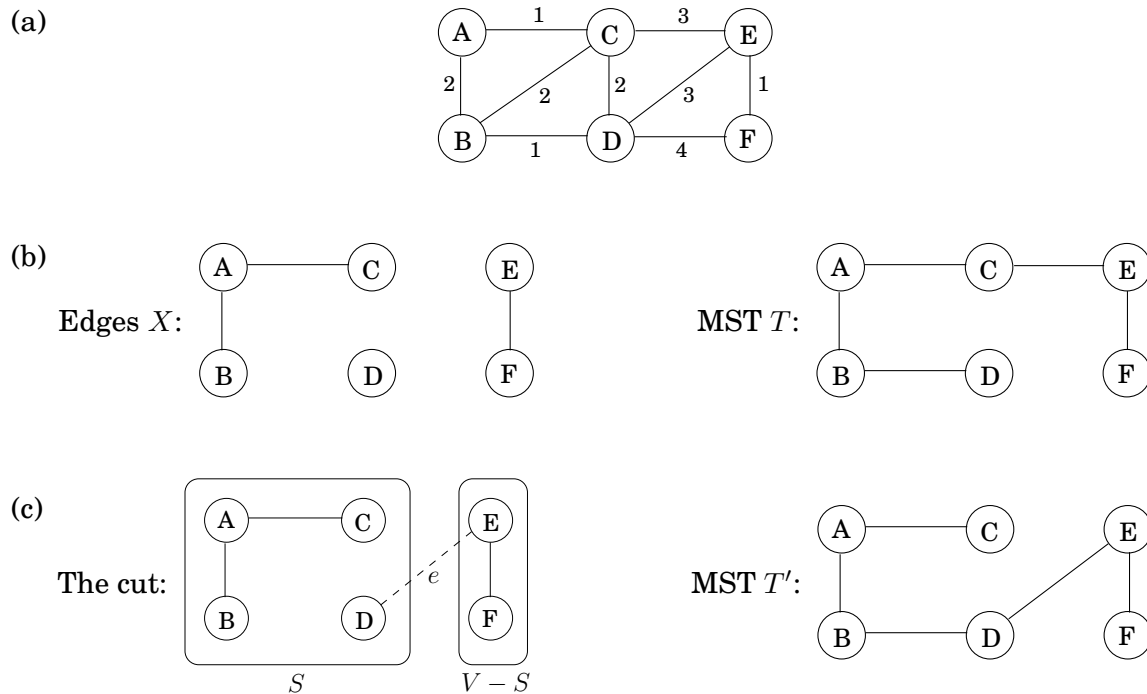 (a)
A 1 C 3 E
2 2 2 3 1
B 1 D 4 F
(b)
A C E
Edges X:
B D F
A C E
MST T:
B D F
(c)
A C E
The cut: e
B D F
S V − S
A C E
MST T′:
B D F